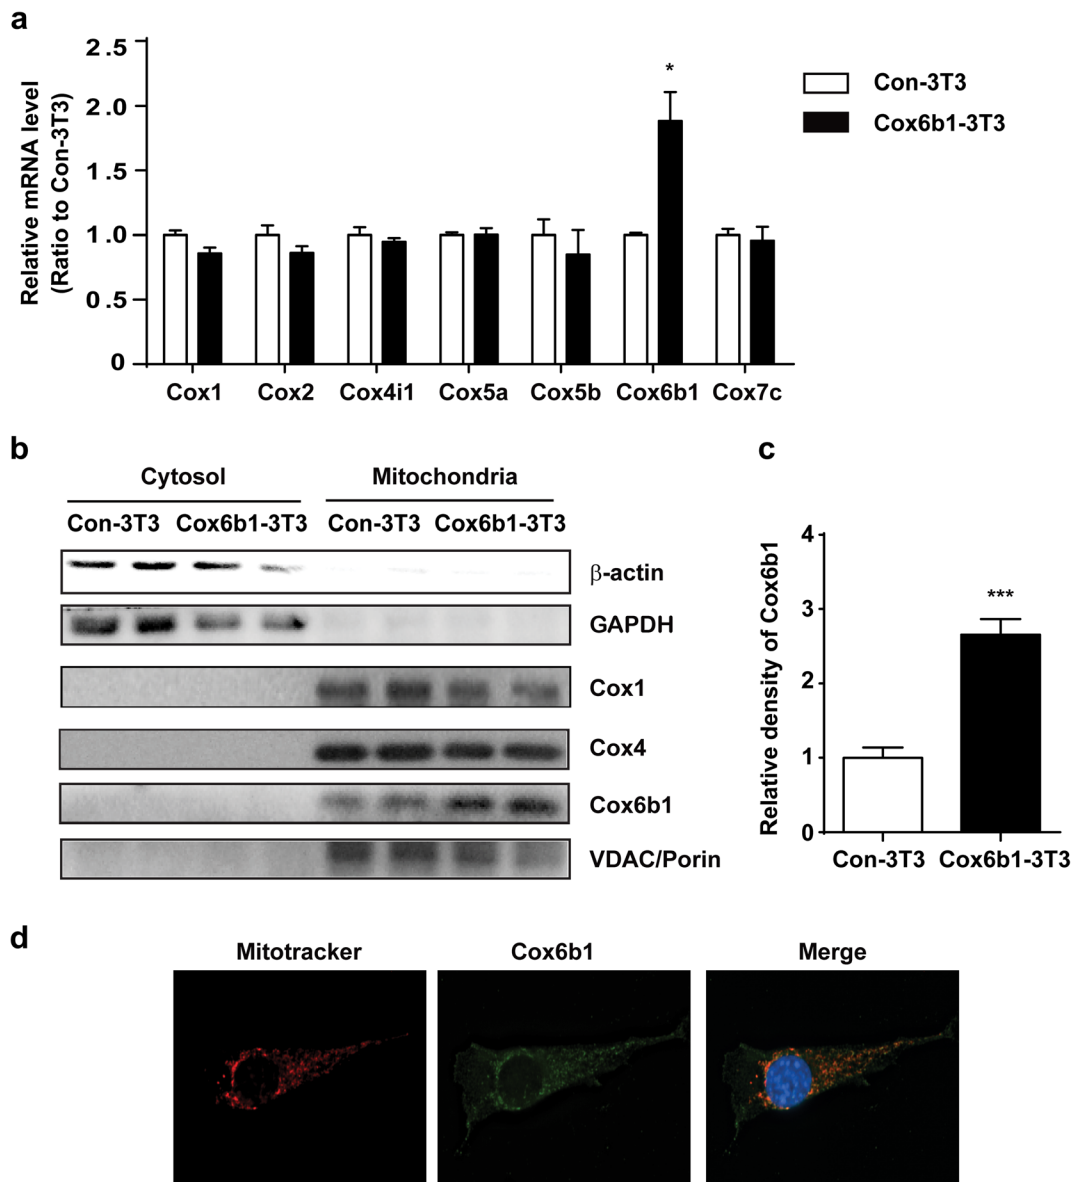 a
Relative mRNA level
(Ratio to Con-3T3)
2.5
2.0
1.5
1.0
0.5
0
*
Con-3T3
Cox6b1-3T3
Cox1 Cox2 Cox4i1 Cox5a Cox5b Cox6b1 Cox7c
b
Cytosol Mitochondria
Con-3T3 Cox6b1-3T3 Con-3T3 Cox6b1-3T3
β-actin
GAPDH
Cox1
Cox4
Cox6b1
VDAC/Porin
c
Relative density of Cox6b1
4
3
2
1
0
***
Con-3T3 Cox6b1-3T3
d
Mitotracker Cox6b1 Merge